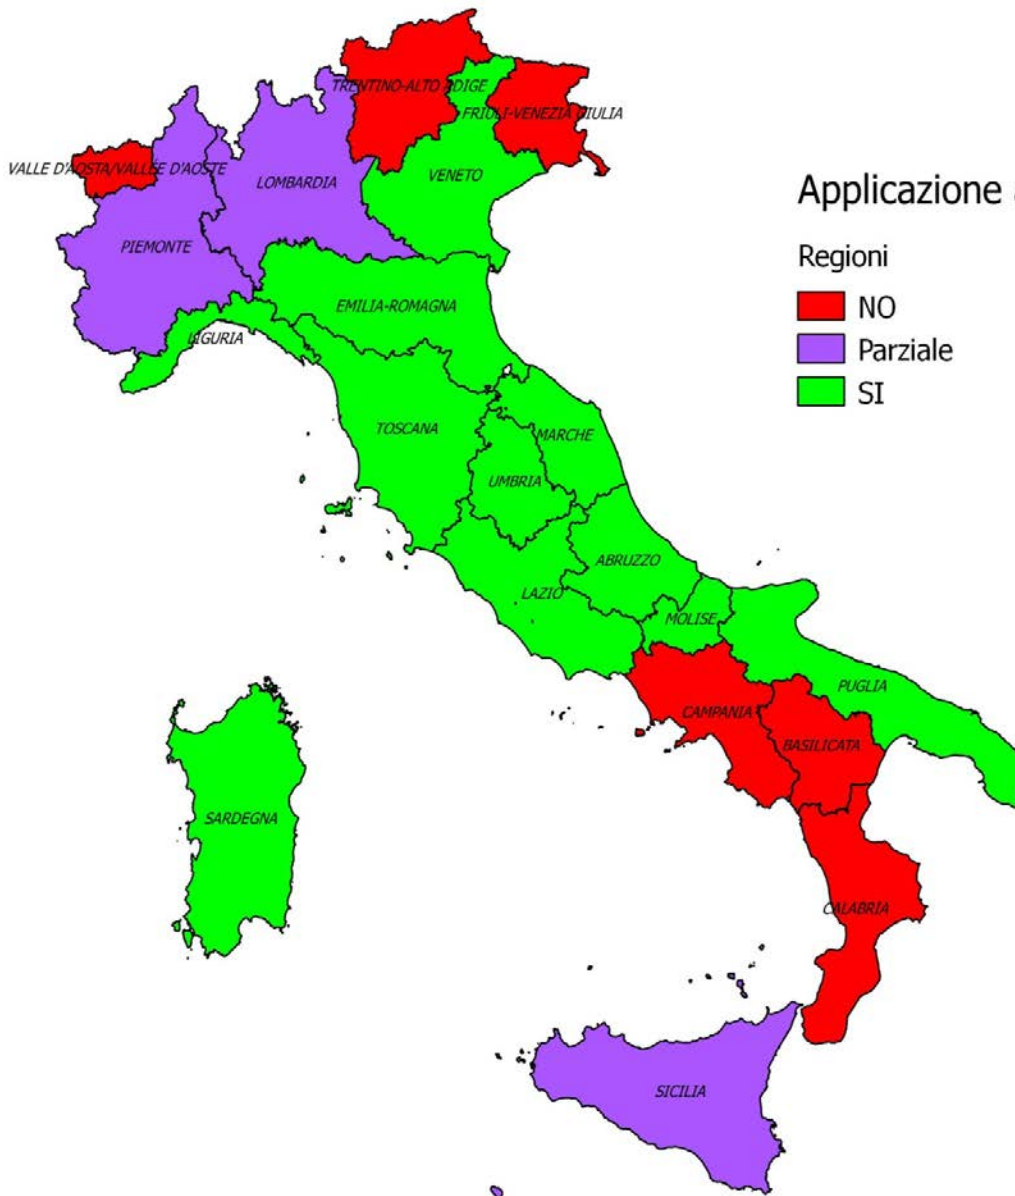 TRENTINO-ALTO ADIGE
FRIULI-VENEZIA GIULIA
VALLE D'AOSTA/VALLÉE D'AOSTE
VENETO
LOMBARDIA
Applicazione
Regioni
NO
Parziale
SI
PIEMONTE
EMILIA-ROMAGNA
LIGURIA
TOSCANA
MARCHE
UMBRIA
ABRUZZO
LAZIO
MOLISE
PUGLIA
CAMPANIA
BASILICATA
SARDEGNA
CALABRIA
SICILIA